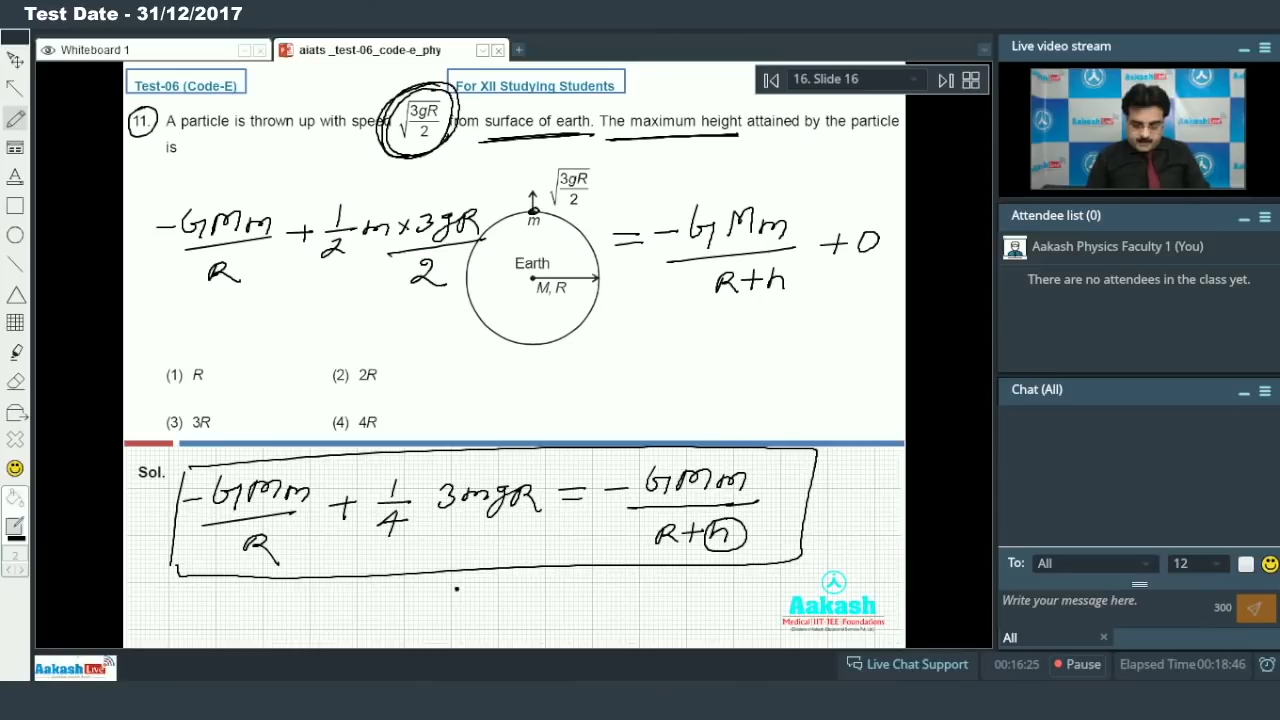 Test Date - 31/12/2017
Whiteboard 1
aiats _test-06_code-e_phy
Test-06 (Code-E)
For XII Studying Students
16. Slide 16
11. A particle is thrown up with speed √(3gR/2) from surface of earth. The maximum height attained by the particle
is
√(3gR/2)
m
-GMm/R + 1/2 m × 3gR/2 = -GMm/(R+h) + 0
Earth
M, R
(1) R
(2) 2R
(3) 3R
(4) 4R
Sol.
-GMm/R + 1/4 3mgR = -GMm/(R+h)
Aakash
Medical|IIT-JEE|Foundations
Live video stream
Attendee list (0)
Aakash Physics Faculty 1 (You)
There are no attendees in the class yet.
Chat (All)
To: All
12
Write your message here.
300
All
2
Aakash Live
Live Chat Support
00:16:25
Pause
Elapsed Time 00:18:46